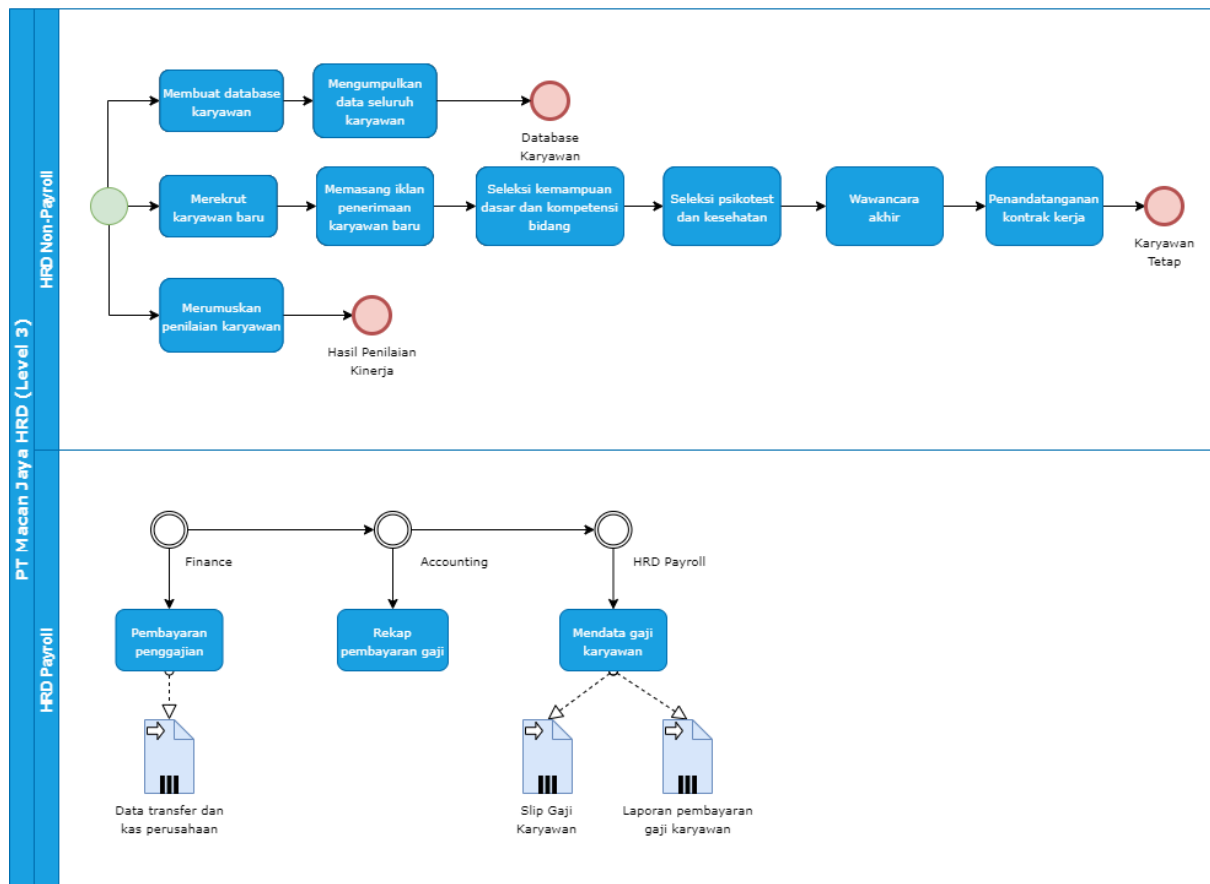 PT Macan Jaya HRD (Level 3)
HRD Non-Payroll
Membuat database
karyawan
Mengumpulkan
data seluruh
karyawan
Database
Karyawan
Merekrut
karyawan baru
Memasang iklan
penerimaan
karyawan baru
Seleksi kemampuan
dasar dan kompetensi
bidang
Seleksi psikotest
dan kesehatan
Wawancara
akhir
Penandatanganan
kontrak kerja
Karyawan
Tetap
Merumuskan
penilaian karyawan
Hasil Penilaian
Kinerja
HRD Payroll
Finance
Accounting
HRD Payroll
Pembayaran
penggajian
Rekap
pembayaran gaji
Mendata gaji
karyawan
Data transfer dan
kas perusahaan
Slip Gaji
Karyawan
Laporan pembayaran
gaji karyawan